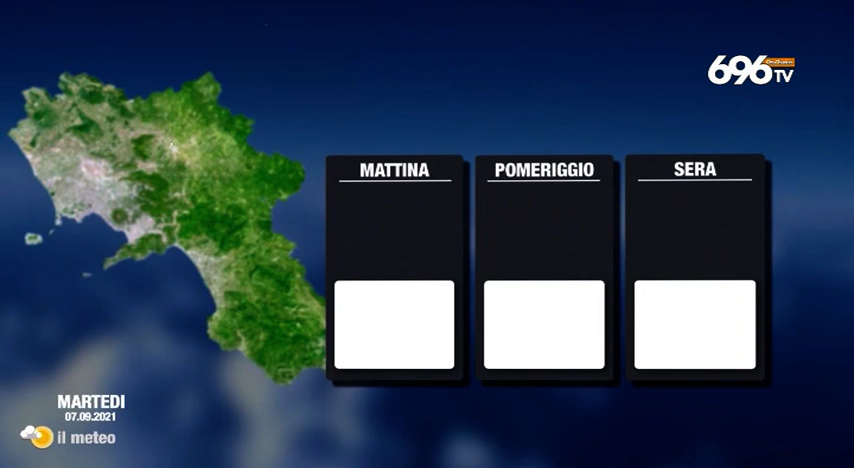 696 TV
MATTINA
POMERIGGIO
SERA
MARTEDI
07.09.2021
il meteo